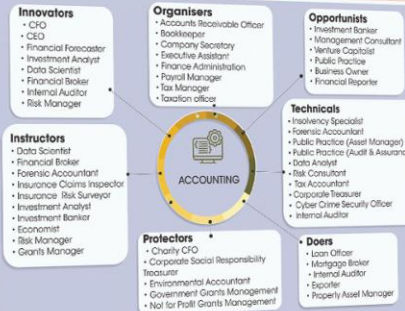 Innovators
• CFO
• CEO
• Financial Forecaster
• Investment Analyst
• Data Scientist
• Financial Broker
• Internal Auditor
• Risk Manager
Organisers
• Accounts Receivable Officer
• Bookkeeper
• Company Secretary
• Executive Assistant
• Finance Administration
• Payroll Manager
• Tax Manager
• Taxation officer
Opportunists
• Investment Banker
• Management Consultant
• Venture Capitalist
• Public Practice
• Business Owner
• Financial Reporter
Instructors
• Data Scientist
• Financial Broker
• Forensic Accountant
• Insurance Claims Inspector
• Insurance Risk Surveyor
• Investment Analyst
• Investment Banker
• Economist
• Risk Manager
• Grants Manager
ACCOUNTING
Technicals
• Insolvency Specialist
• Forensic Accountant
• Public Practice (Asset Manager)
• Public Practice (Audit & Assuranc
• Data Analyst
• Risk Consultant
• Tax Accountant
• Corporate Treasurer
• Cyber Crime Security Officer
• Internal Auditor
Protectors
• Charity CFO
• Corporate Social Responsibility
Treasurer
• Environmental Accountant
• Government Grants Management
• Not for Profit Grants Management
Doers
• Loan Officer
• Mortgage Broker
• Internal Auditor
• Exporter
• Property Asset Manager